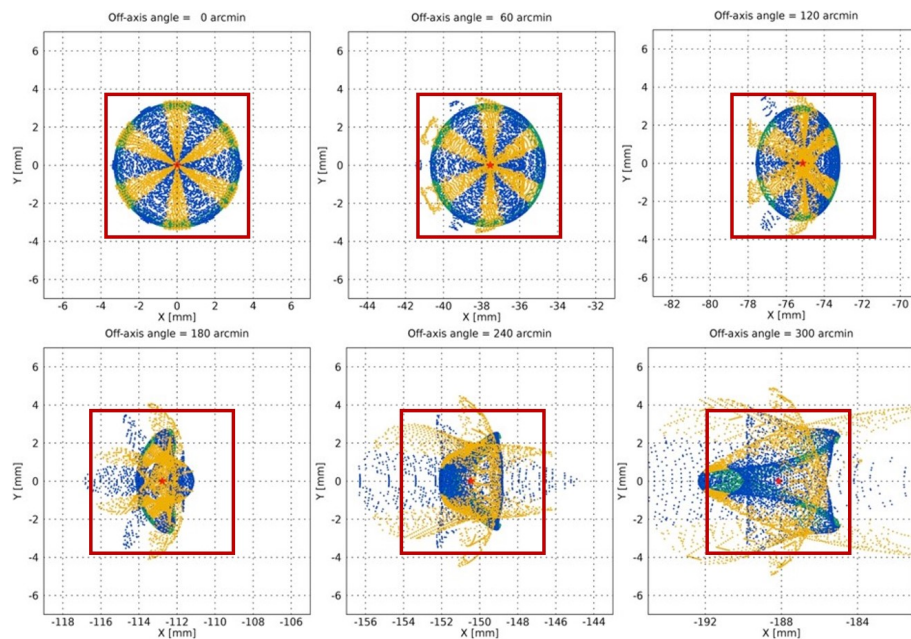 Off-axis angle =   0 arcmin
Off-axis angle =  60 arcmin
Off-axis angle = 120 arcmin
Y [mm]
6
4
2
0
-2
-4
-6
-6 -4 -2 0 2 4 6
X [mm]
Y [mm]
6
4
2
0
-2
-4
-6
-44 -42 -40 -38 -36 -34 -32
X [mm]
Y [mm]
6
4
2
0
-2
-4
-6
-82 -80 -78 -76 -74 -72 -70
X [mm]
Off-axis angle = 180 arcmin
Off-axis angle = 240 arcmin
Off-axis angle = 300 arcmin
Y [mm]
6
4
2
0
-2
-4
-6
-118 -116 -114 -112 -110 -108 -106
X [mm]
Y [mm]
6
4
2
0
-2
-4
-6
-156 -154 -152 -150 -148 -146 -144
X [mm]
Y [mm]
6
4
2
0
-2
-4
-6
-192 -188 -184 -180
X [mm]